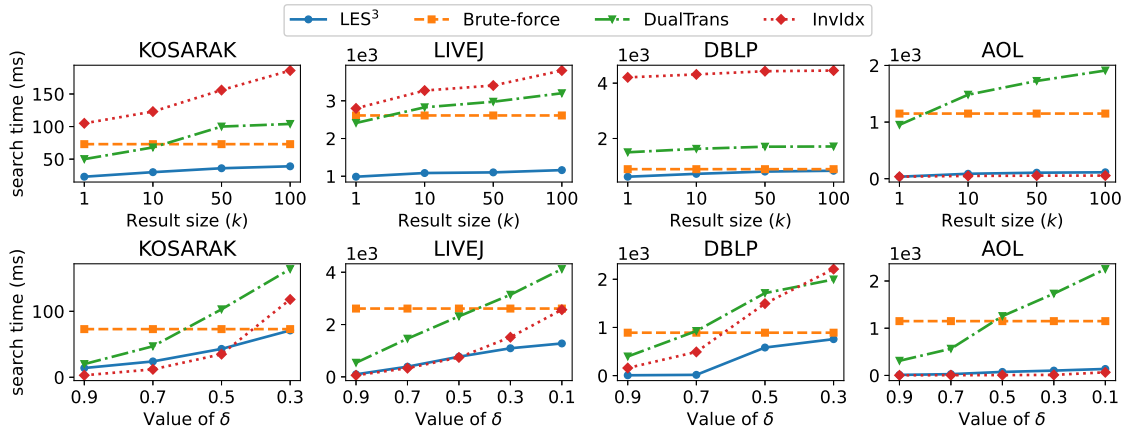 LES³ Brute-force DualTrans InvIdx
KOSARAK LIVEJ DBLP AOL
1e3 1e3 1e3
search time (ms)
150
100
50
3
2
1
4
2
2
1
0
1 10 50 100 1 10 50 100 1 10 50 100 1 10 50 100
Result size (k) Result size (k) Result size (k) Result size (k)
KOSARAK LIVEJ DBLP AOL
1e3 1e3 1e3
search time (ms)
100
0
4
2
0
2
1
0
2
1
0
0.9 0.7 0.5 0.3 0.9 0.7 0.5 0.3 0.1 0.9 0.7 0.5 0.3 0.9 0.7 0.5 0.3 0.1
Value of δ Value of δ Value of δ Value of δ